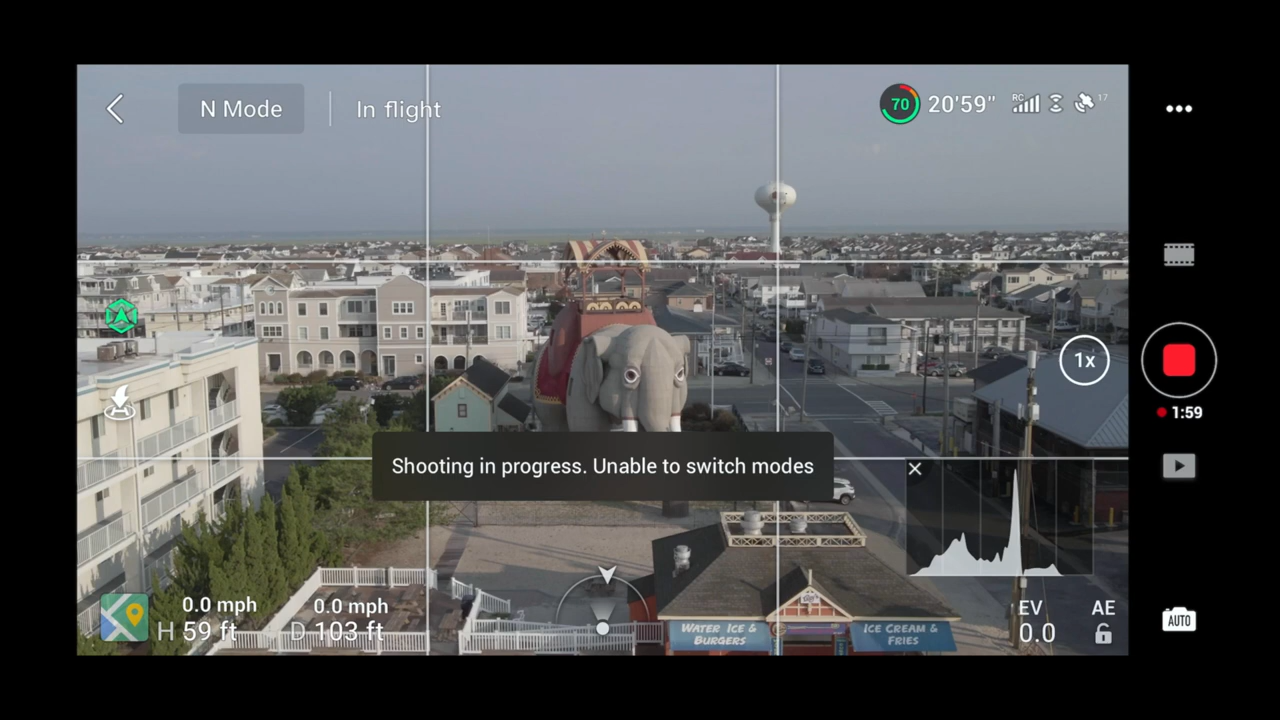 N Mode
In flight
70
20'59"
RC
17
1x
1:59
Shooting in progress. Unable to switch modes
0.0 mph
0.0 mph
H 59 ft
D 103 ft
EV
AE
0.0
AUTO
WATER ICE &
BURGERS
ICE CREAM &
FRIES